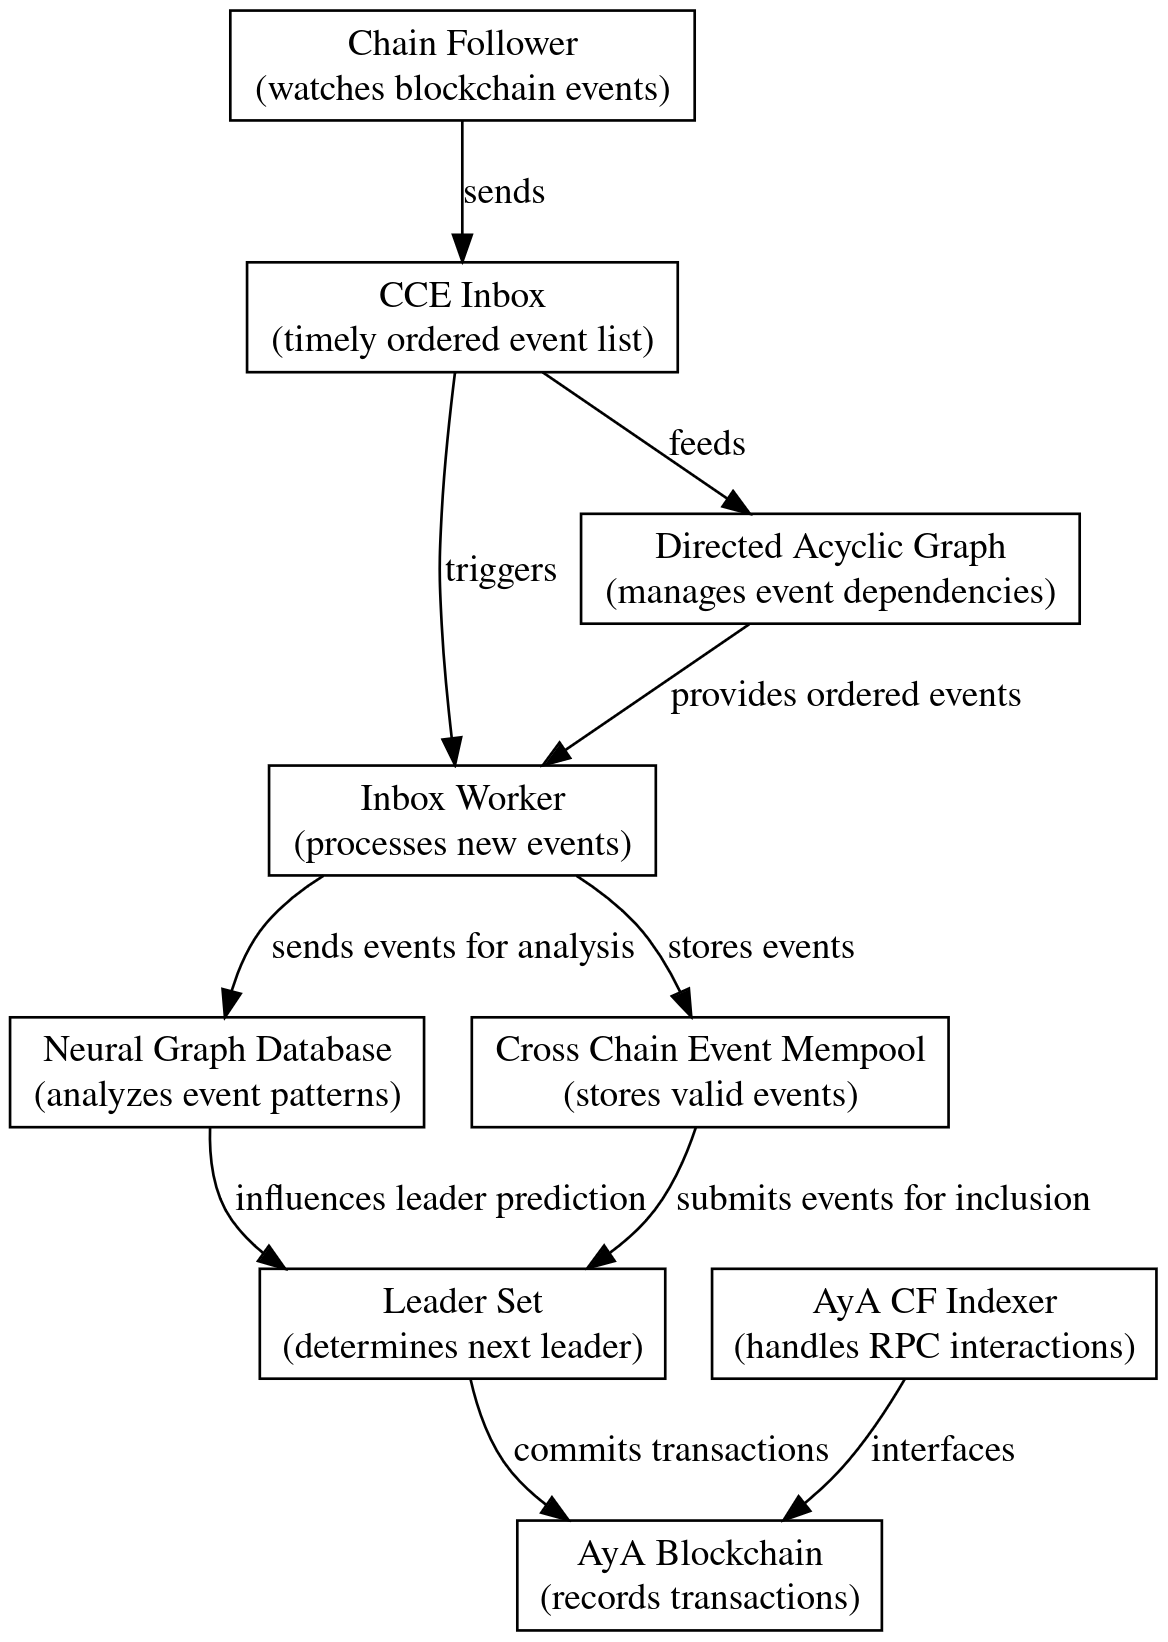 Chain Follower
(watches blockchain events)
sends
CCE Inbox
(timely ordered event list)
feeds
triggers
Directed Acyclic Graph
(manages event dependencies)
provides ordered events
Inbox Worker
(processes new events)
sends events for analysis
stores events
Neural Graph Database
(analyzes event patterns)
Cross Chain Event Mempool
(stores valid events)
influences leader prediction
submits events for inclusion
Leader Set
(determines next leader)
AyA CF Indexer
(handles RPC interactions)
commits transactions
interfaces
AyA Blockchain
(records transactions)